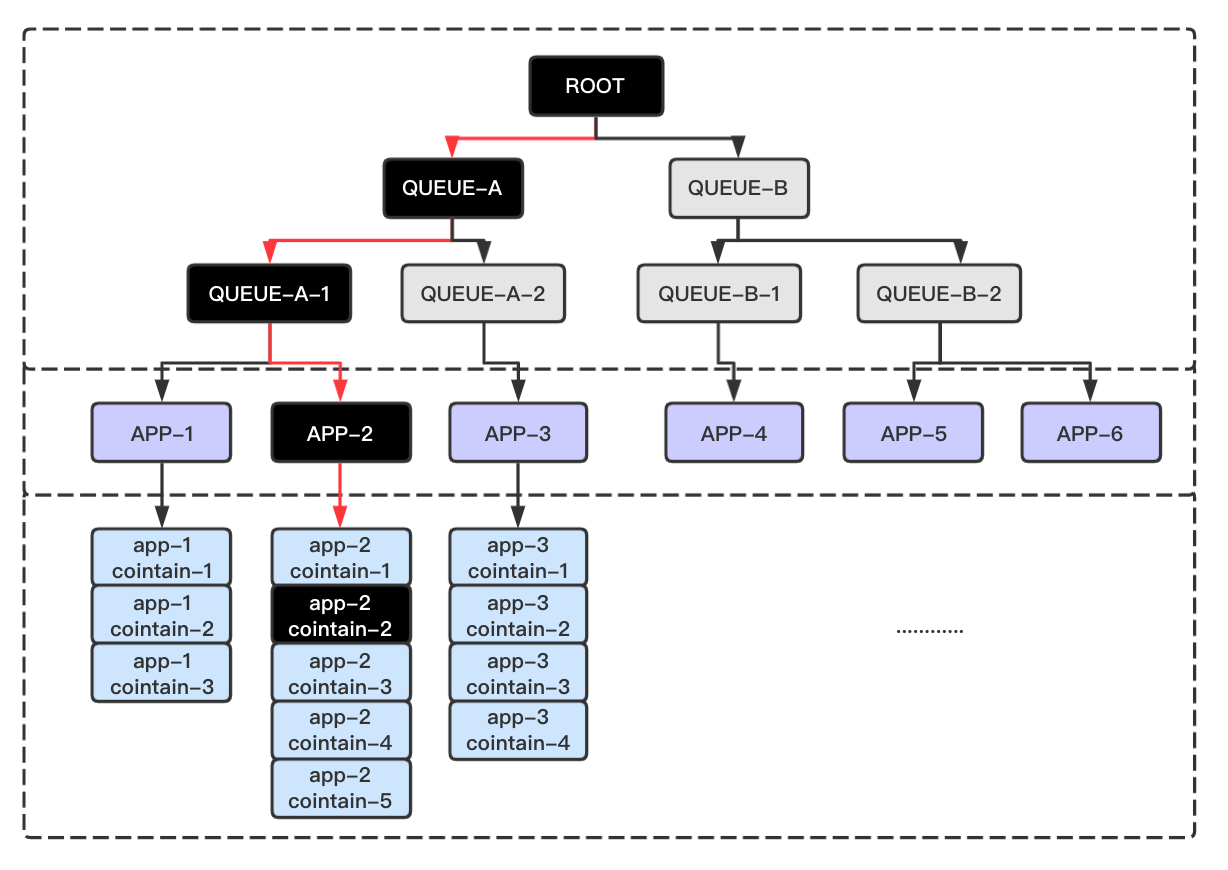 ROOT
QUEUE-A
QUEUE-B
QUEUE-A-1
QUEUE-A-2
QUEUE-B-1
QUEUE-B-2
APP-1
APP-2
APP-3
APP-4
APP-5
APP-6
app-1
cointain-1
app-1
cointain-2
app-1
cointain-3
app-2
cointain-1
app-2
cointain-2
app-2
cointain-3
app-2
cointain-4
app-2
cointain-5
app-3
cointain-1
app-3
cointain-2
app-3
cointain-3
app-3
cointain-4
............